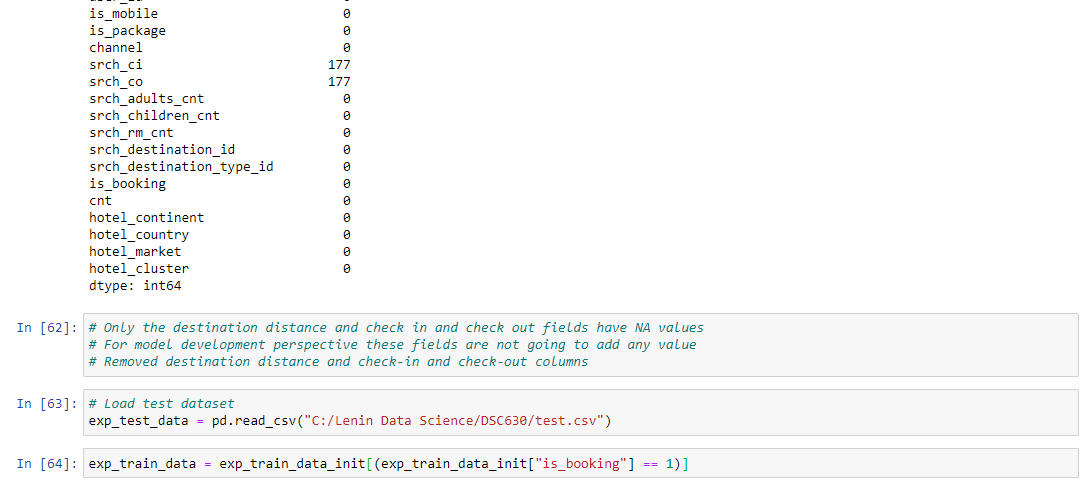 is_mobile 0
is_package 0
channel 0
srch_ci 177
srch_co 177
srch_adults_cnt 0
srch_children_cnt 0
srch_rm_cnt 0
srch_destination_id 0
srch_destination_type_id 0
is_booking 0
cnt 0
hotel_continent 0
hotel_country 0
hotel_market 0
hotel_cluster 0
dtype: int64
In [62]: # Only the destination distance and check in and check out fields have NA values
# For model development perspective these fields are not going to add any value
# Removed destination distance and check-in and check-out columns
In [63]: # Load test dataset
exp_test_data = pd.read_csv("C:/Lenin Data Science/DSC630/test.csv")
In [64]: exp_train_data = exp_train_data_init[(exp_train_data_init["is_booking"] == 1)]